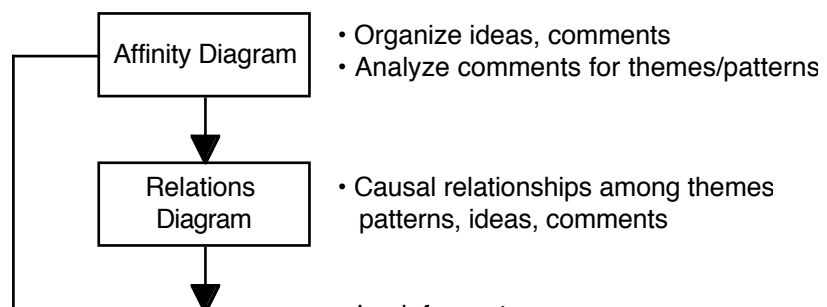 Affinity Diagram
• Organize ideas, comments
• Analyze comments for themes/patterns
Relations
Diagram
• Causal relationships among themes
patterns, ideas, comments